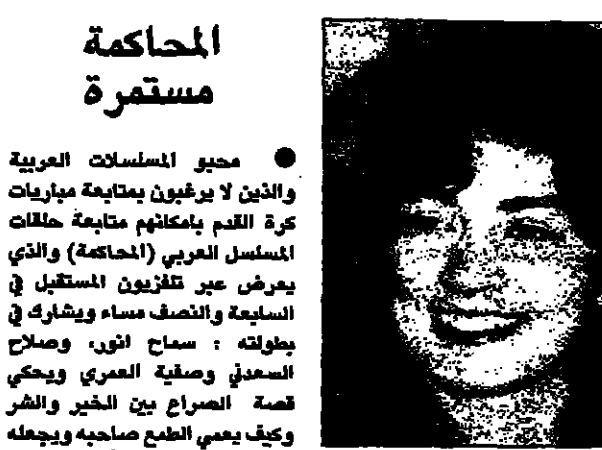 المحاكمة
مستمرة
● محبو المسلسلات العربية
والذين لا يرغبون بمتابعة مباريات
كرة القدم بامكانهم متابعة حلقات
المسلسل العربي (المحاكمة) والذي
يعرض عبر تلفزيون المستقبل في
السابعة والنصف مساء ويشارك في
بطولته : سماح انور، وصلاح
السعدني وصفية العمري ويحكي
قصة الصراع بين الخير والشر
وكيف يعمي الطمع صاحبه ويجعله